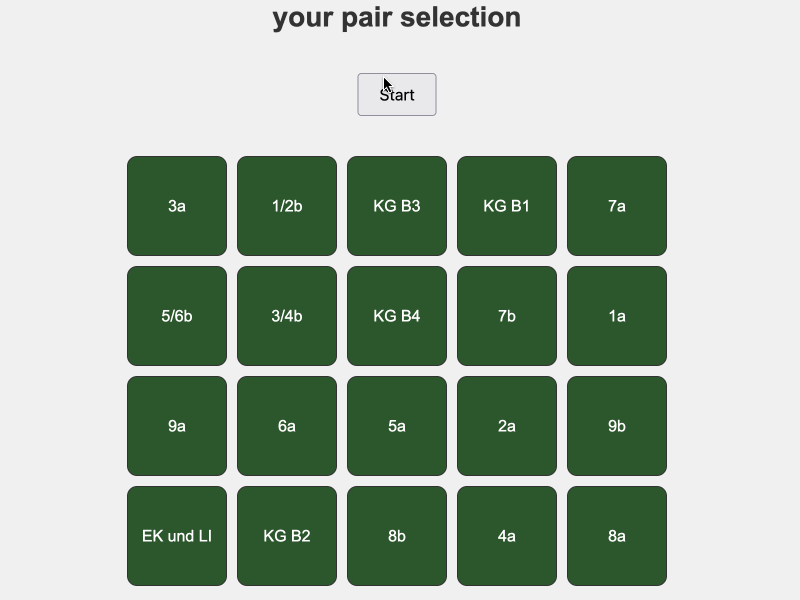 your pair selection
Start
3a 1/2b KG B3 KG B1 7a
5/6b 3/4b KG B4 7b 1a
9a 6a 5a 2a 9b
EK und LI KG B2 8b 4a 8a